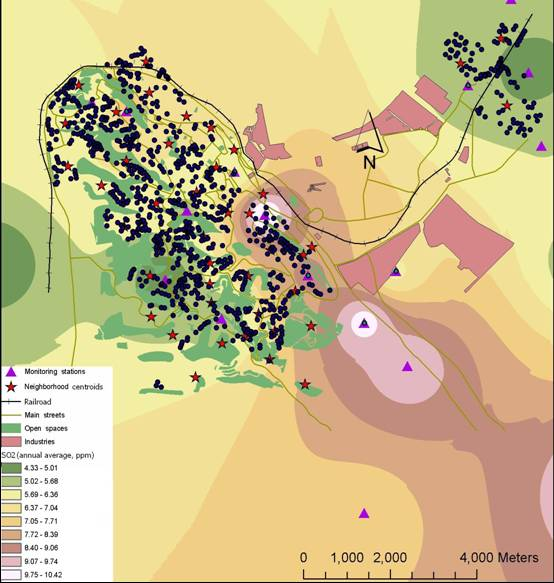 N
Monitoring stations
Neighborhood centroids
Railroad
Main streets
Open spaces
Industries
SO2 (annual average, ppm)
4.33 - 5.01
5.02 - 5.68
5.69 - 6.36
6.37 - 7.04
7.05 - 7.71
7.72 - 8.39
8.40 - 9.06
9.07 - 9.74
9.75 - 10.42
0 1,000 2,000 4,000 Meters